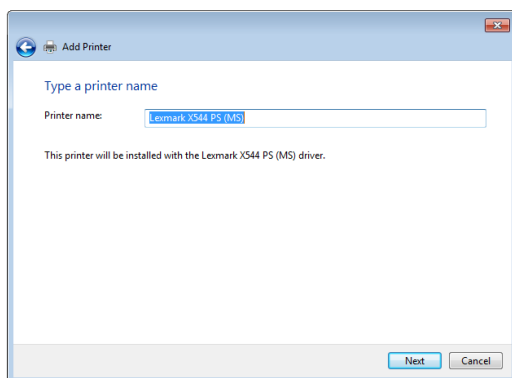 Add Printer
Type a printer name
Printer name:
Lexmark X544 PS (MS)
This printer will be installed with the Lexmark X544 PS (MS) driver.
Next
Cancel